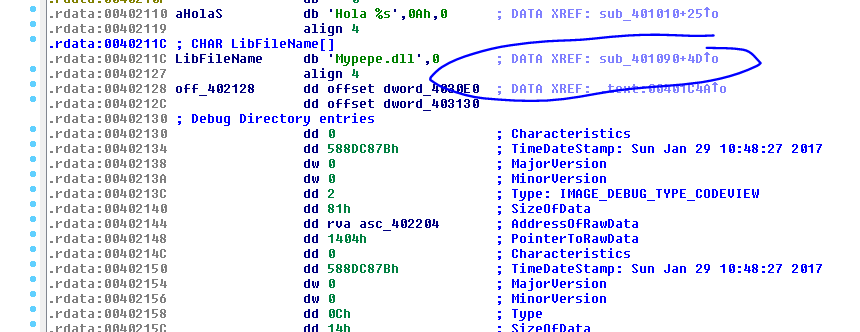 .rdata:00402110 aHolaS db 'Hola %s',0Ah,0 ; DATA XREF: sub_401010+25↑o
.rdata:00402119 align 4
.rdata:0040211C ; CHAR LibFileName[]
.rdata:0040211C LibFileName db 'Mypepe.dll',0 ; DATA XREF: sub_401090+4D↑o
.rdata:00402127 align 4
.rdata:00402128 off_402128 dd offset dword_4030E0 ; DATA XREF: .text:00401C4A↑o
.rdata:0040212C dd offset dword_403130
.rdata:00402130 ; Debug Directory entries
.rdata:00402130 dd 0 ; Characteristics
.rdata:00402134 dd 588DC87Bh ; TimeDateStamp: Sun Jan 29 10:48:27 2017
.rdata:00402138 dw 0 ; MajorVersion
.rdata:0040213A dw 0 ; MinorVersion
.rdata:0040213C dd 2 ; Type: IMAGE_DEBUG_TYPE_CODEVIEW
.rdata:00402140 dd 81h ; SizeOfData
.rdata:00402144 dd rva asc_402204 ; AddressOfRawData
.rdata:00402148 dd 1404h ; PointerToRawData
.rdata:0040214C dd 0 ; Characteristics
.rdata:00402150 dd 588DC87Bh ; TimeDateStamp: Sun Jan 29 10:48:27 2017
.rdata:00402154 dw 0 ; MajorVersion
.rdata:00402156 dw 0 ; MinorVersion
.rdata:00402158 dd 0Ch ; Type
.rdata:0040215C dd 14h ; SizeOfData